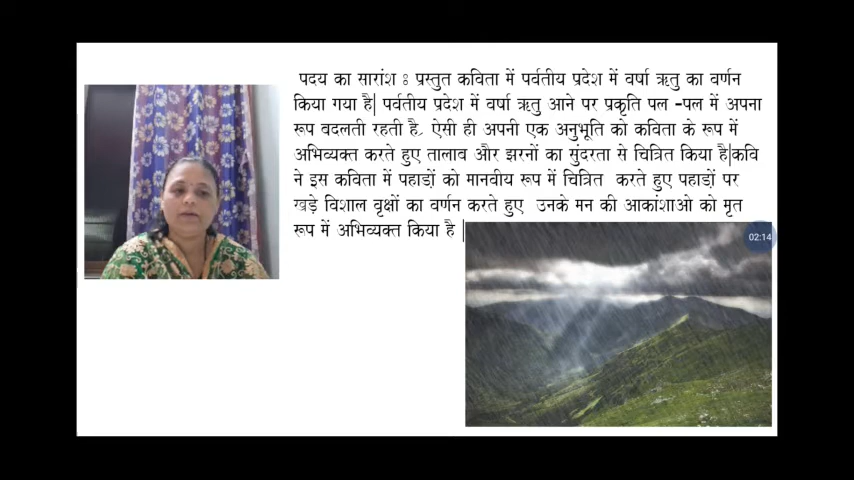 पदय का सारांश : प्रस्तुत कविता में पर्वतीय प्रदेश में वर्षा ऋतु का वर्णन
किया गया है| पर्वतीय प्रदेश में वर्षा ऋतु आने पर प्रकृति पल -पल में अपना
रूप बदलती रहती है. ऐसी ही अपनी एक अनुभूति को कविता के रूप में
अभिव्यक्त करते हुए तालाव और झरनों का सुंदरता से चित्रित किया है|कवि
ने इस कविता में पहाड़ों को मानवीय रूप में चित्रित करते हुए पहाड़ों पर
खड़े विशाल वृक्षों का वर्णन करते हुए उनके मन की आकांशाओ को मृत
रूप में अभिव्यक्त किया है |
02:14